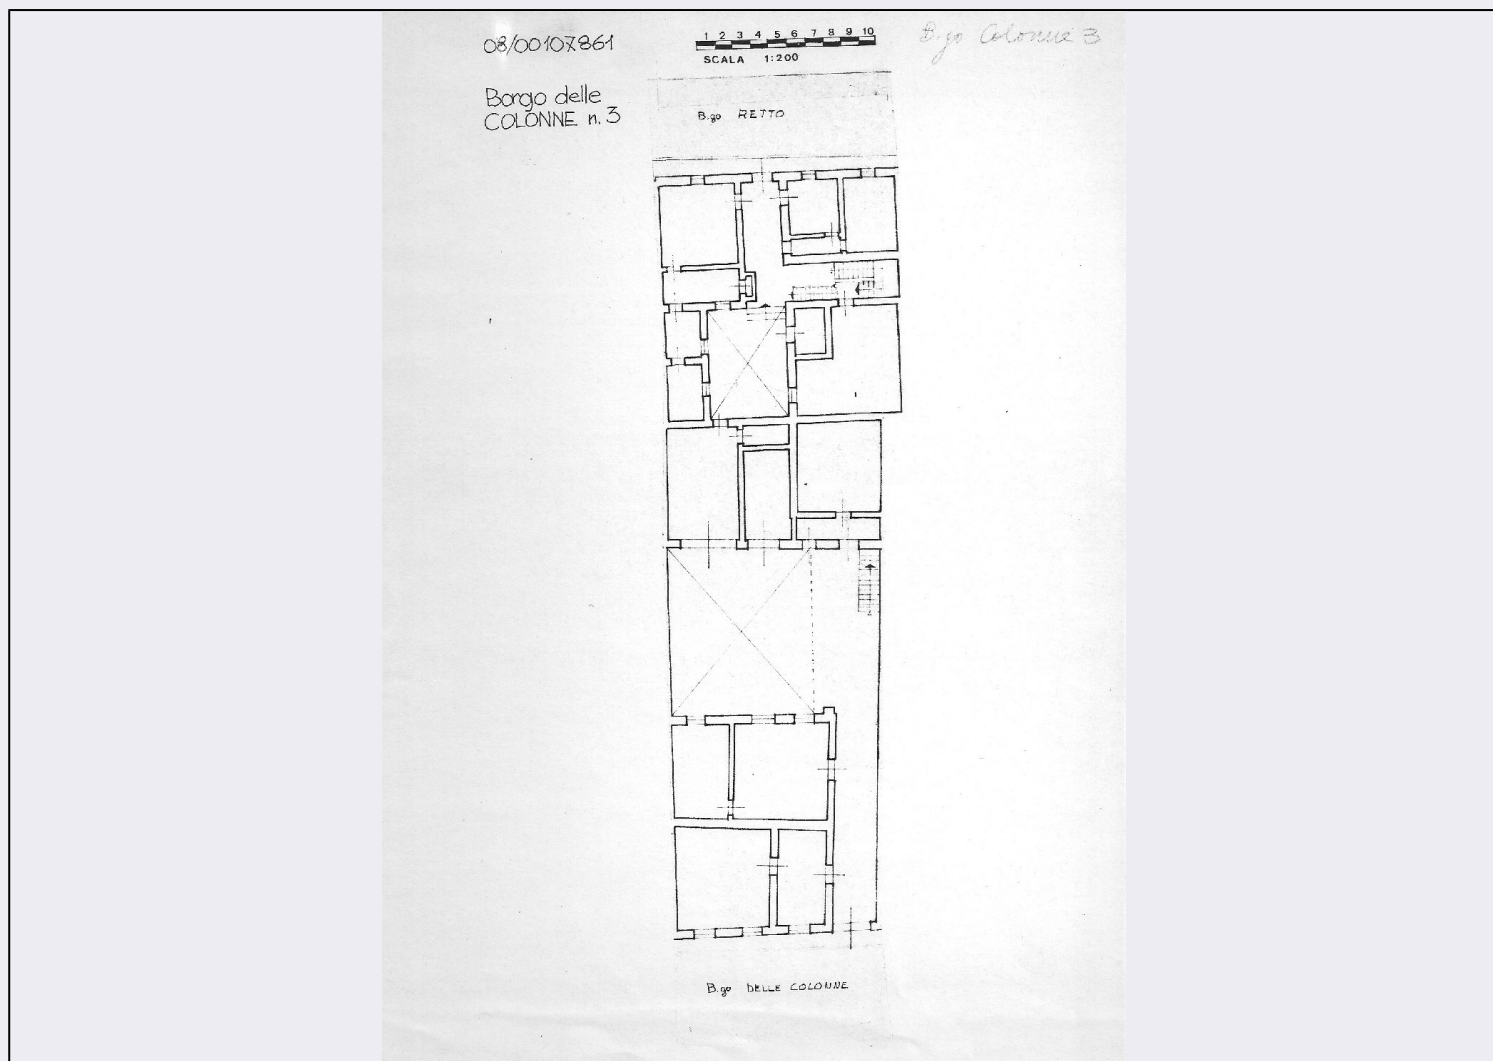 08/00107861
1 2 3 4 5 6 7 8 9 10
SCALA 1:200
B.go Colonne 3
Borgo delle
COLONNE n. 3
B.go RETTO
B.go DELLE COLONNE